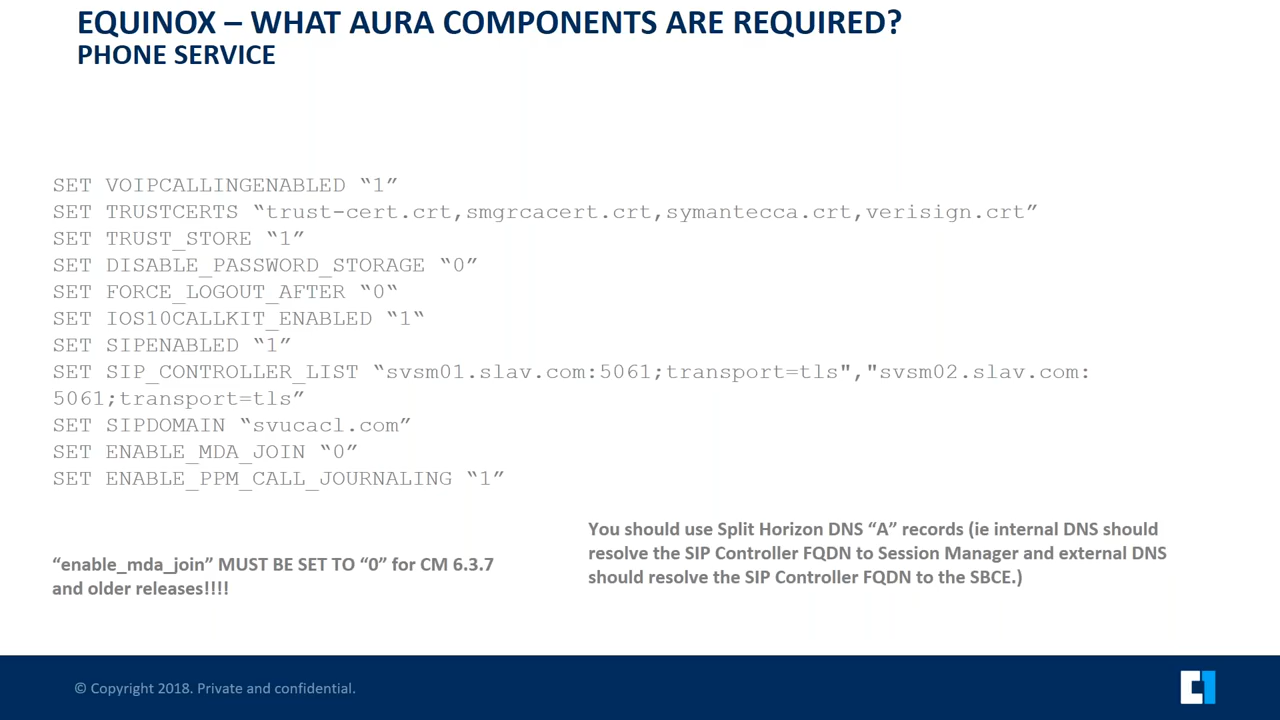 EQUINOX – WHAT AURA COMPONENTS ARE REQUIRED?
PHONE SERVICE
SET VOIPCALLINGENABLED “1”
SET TRUSTCERTS “trust-cert.crt,smgrcacert.crt,symantecca.crt,verisign.crt”
SET TRUST_STORE “1”
SET DISABLE_PASSWORD_STORAGE “0”
SET FORCE_LOGOUT_AFTER “0“
SET IOS10CALLKIT_ENABLED “1“
SET SIPENABLED “1”
SET SIP_CONTROLLER_LIST “svsm01.slav.com:5061;transport=tls","svsm02.slav.com:
5061;transport=tls”
SET SIPDOMAIN “svucacl.com”
SET ENABLE_MDA_JOIN “0”
SET ENABLE_PPM_CALL_JOURNALING “1”
“enable_mda_join” MUST BE SET TO “0” for CM 6.3.7
and older releases!!!!
You should use Split Horizon DNS “A” records (ie internal DNS should
resolve the SIP Controller FQDN to Session Manager and external DNS
should resolve the SIP Controller FQDN to the SBCE.)
© Copyright 2018. Private and confidential.